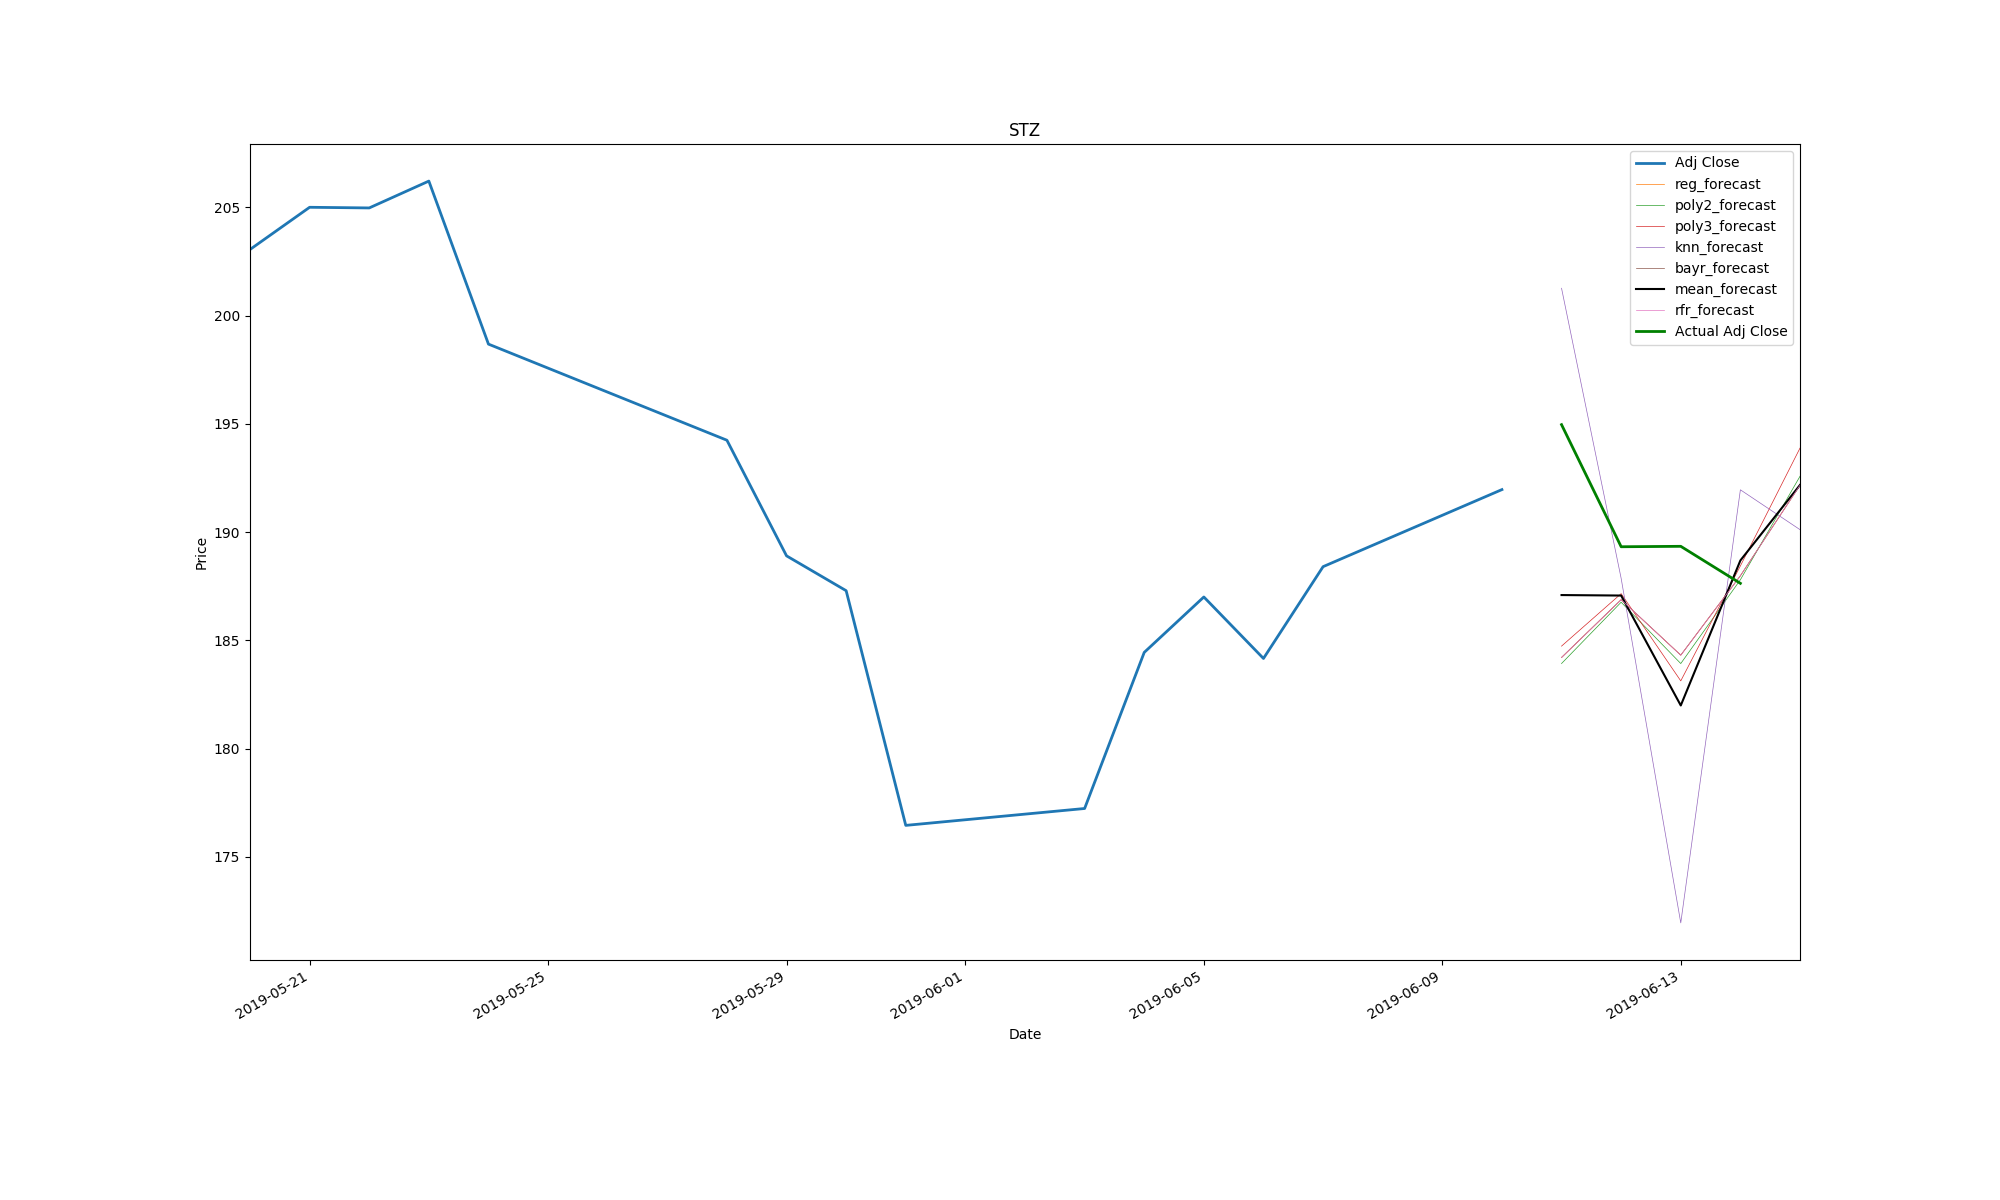 STZ
Adj Close
reg_forecast
poly2_forecast
poly3_forecast
knn_forecast
bayr_forecast
mean_forecast
rfr_forecast
Actual Adj Close
205
200
195
190
185
180
175
Price
2019-05-21
2019-05-25
2019-05-29
2019-06-01
2019-06-05
2019-06-09
2019-06-13
Date